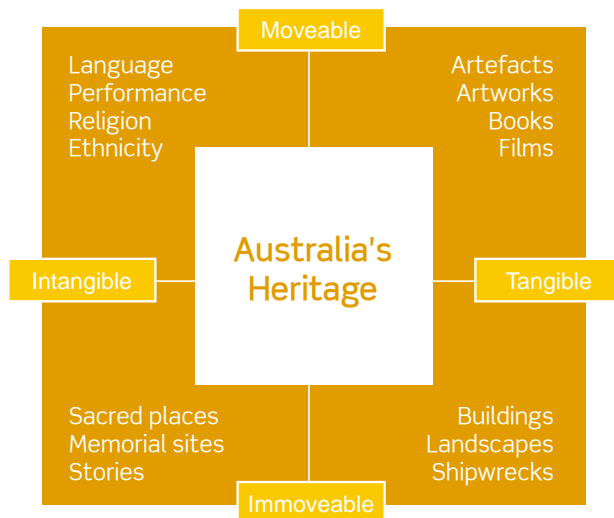 Moveable
Language
Performance
Religion
Ethnicity
Artefacts
Artworks
Books
Films
Intangible
Australia's
Heritage
Tangible
Sacred places
Memorial sites
Stories
Buildings
Landscapes
Shipwrecks
Immoveable